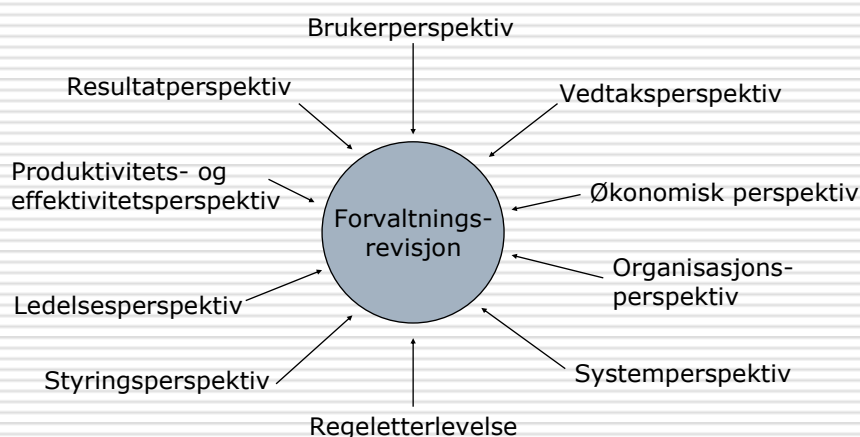 Brukerperspektiv
Resultatperspektiv
Vedtaksperspektiv
Produktivitets- og
effektivitetsperspektiv
Økonomisk perspektiv
Forvaltnings-
revisjon
Organisasjons-
perspektiv
Ledelsesperspektiv
Styringsperspektiv
Systemperspektiv
Regeletterlevelse